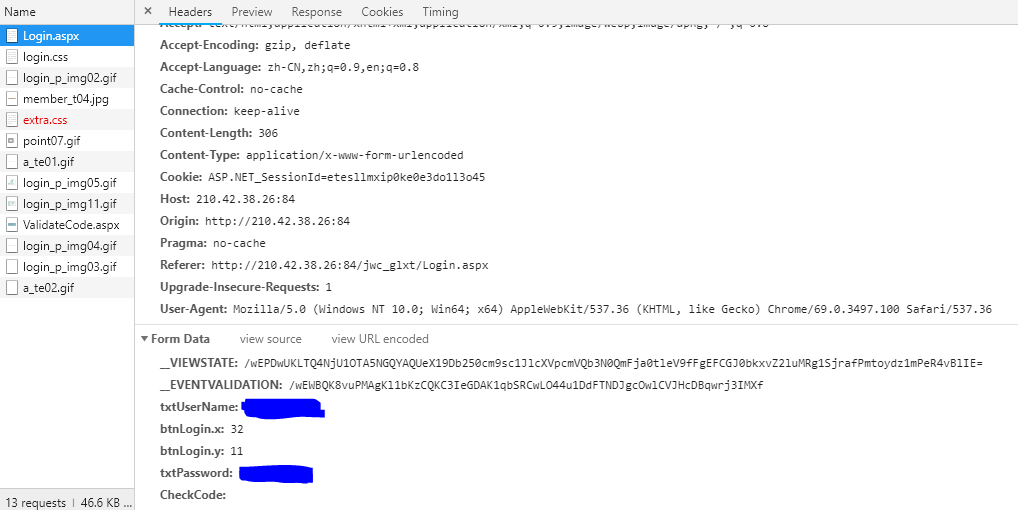 Name
Login.aspx
login.css
login_p_img02.gif
member_t04.jpg
extra.css
point07.gif
a_te01.gif
login_p_img05.gif
login_p_img11.gif
ValidateCode.aspx
login_p_img04.gif
login_p_img03.gif
a_te02.gif
13 requests | 46.6 KB ...
× Headers Preview Response Cookies Timing
Accept-Encoding: gzip, deflate
Accept-Language: zh-CN,zh;q=0.9,en;q=0.8
Cache-Control: no-cache
Connection: keep-alive
Content-Length: 306
Content-Type: application/x-www-form-urlencoded
Cookie: ASP.NET_SessionId=etesllmxip0ke0e3do1l3o45
Host: 210.42.38.26:84
Origin: http://210.42.38.26:84
Pragma: no-cache
Referer: http://210.42.38.26:84/jwc_glxt/Login.aspx
Upgrade-Insecure-Requests: 1
User-Agent: Mozilla/5.0 (Windows NT 10.0; Win64; x64) AppleWebKit/537.36 (KHTML, like Gecko) Chrome/69.0.3497.100 Safari/537.36
Form Data view source view URL encoded
__VIEWSTATE: /wEPDwUKLTQ4NjU1OTA5NGQYAQUeX19Db250cm9sc1JlcXVpcmVQb3N0QmFja0tleV9fFgEFCGJ0bkxvZ2luMRg1SjrafPmtoydz1mPeR4vBlIE=
__EVENTVALIDATION: /wEWBQK8vuPMAgKl1bKzCQKC3IeGDAK1qbSRCwLO44u1DdFTNDJgcOwlCVJHcDBqwrj3IMXf
txtUserName:
btnLogin.x: 32
btnLogin.y: 11
txtPassword:
CheckCode: